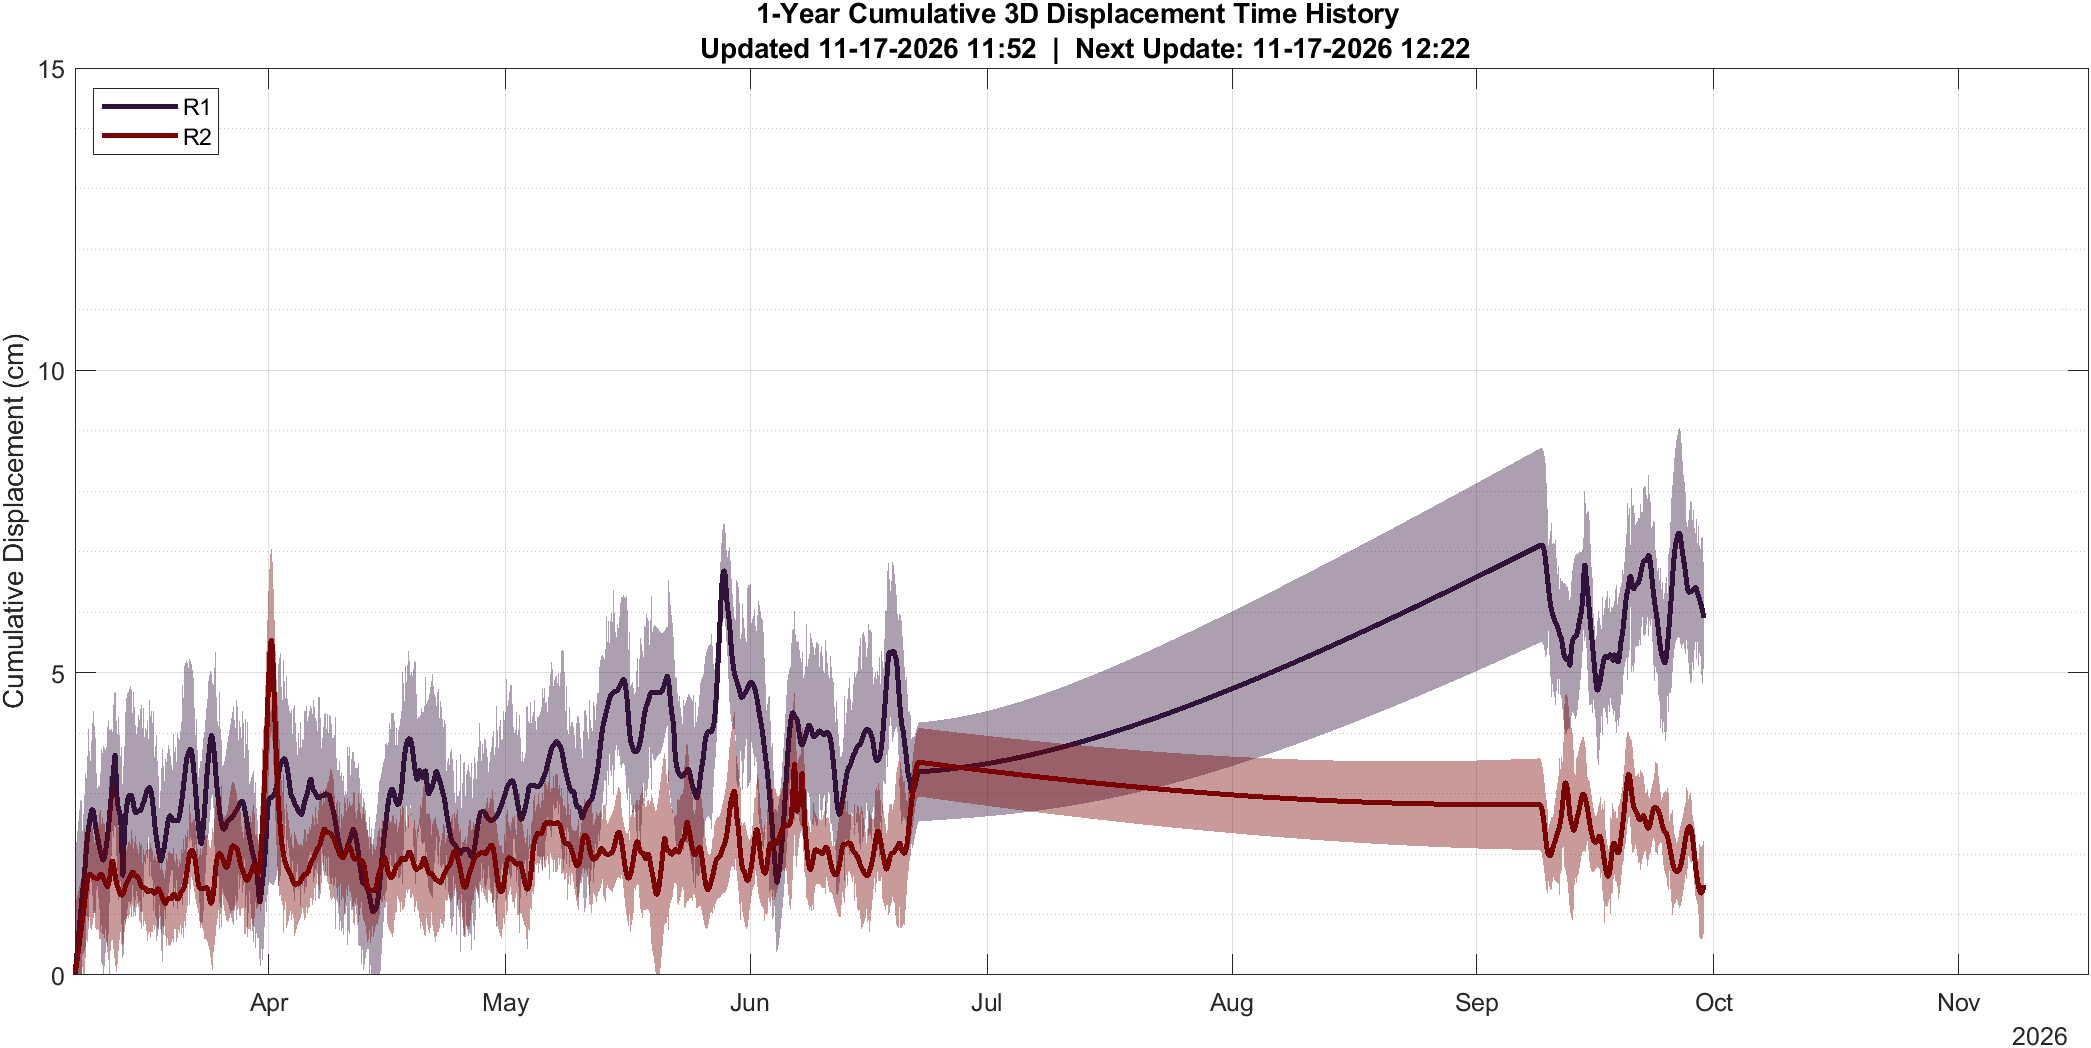 1-Year Cumulative 3D Displacement Time History
Updated 11-17-2026 11:52  |  Next Update: 11-17-2026 12:22
R1
R2
Cumulative Displacement (cm)
15
10
5
0
Apr May Jun Jul Aug Sep Oct Nov
2026